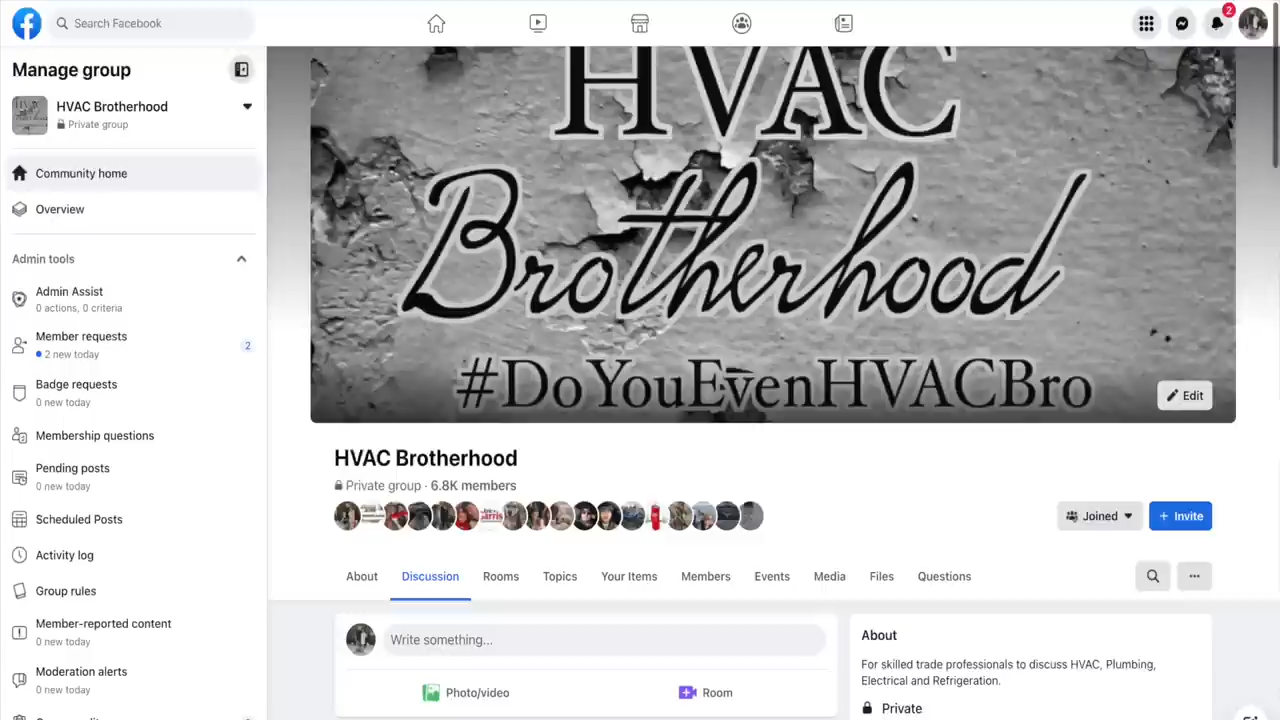 Search Facebook
2
Manage group
HVAC Brotherhood
Private group
Community home
Overview
Admin tools
Admin Assist
0 actions, 0 criteria
Member requests
2 new today
2
Badge requests
0 new today
Membership questions
Pending posts
0 new today
Scheduled Posts
Activity log
Group rules
Member-reported content
0 new today
Moderation alerts
0 new today
HVAC
Brotherhood
#DoYouEvenHVACBro
Edit
HVAC Brotherhood
Private group · 6.8K members
Joined
+ Invite
About Discussion Rooms Topics Your Items Members Events Media Files Questions
Write something...
Photo/video
Room
About
For skilled trade professionals to discuss HVAC, Plumbing,
Electrical and Refrigeration.
Private